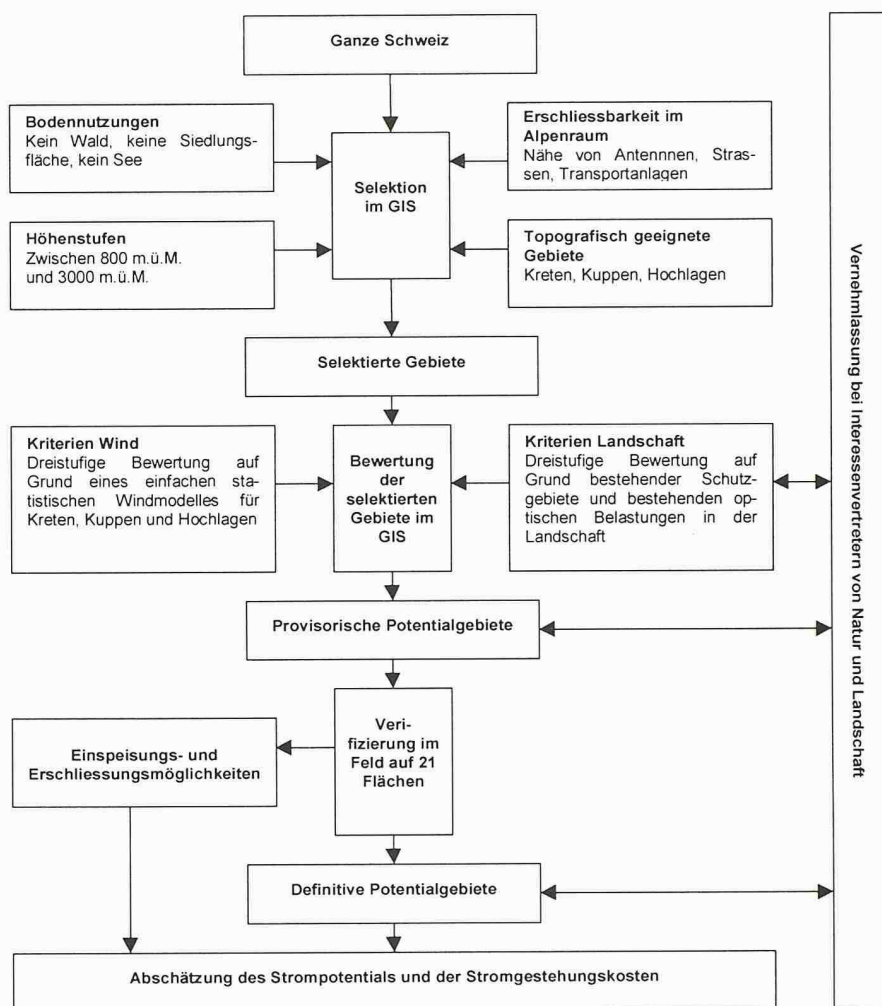 Ganze Schweiz
Bodennutzungen
Kein Wald, keine Siedlungs-
fläche, kein See
Erschliessbarkeit im
Alpenraum
Nähe von Antennnen, Stras-
sen, Transportanlagen
Selektion
im GIS
Höhenstufen
Zwischen 800 m.ü.M.
und 3000 m.ü.M.
Topografisch geeignete
Gebiete
Kreten, Kuppen, Hochlagen
Selektierte Gebiete
Kriterien Wind
Dreistufige Bewertung auf
Grund eines einfachen sta-
tistischen Windmodelles für
Kreten, Kuppen und Hochlagen
Bewertung
der
selektierten
Gebiete im
GIS
Kriterien Landschaft
Dreistufige Bewertung auf
Grund bestehender Schutz-
gebiete und bestehenden op-
tischen Belastungen in der
Landschaft
Provisorische Potentialgebiete
Veri-
fizierung im
Feld auf 21
Flächen
Einspeisungs- und
Erschliessungsmöglichkeiten
Definitive Potentialgebiete
Abschätzung des Strompotentials und der Stromgestehungskosten
Vernehmlassung bei Interessenvertretern von Natur und Landschaft